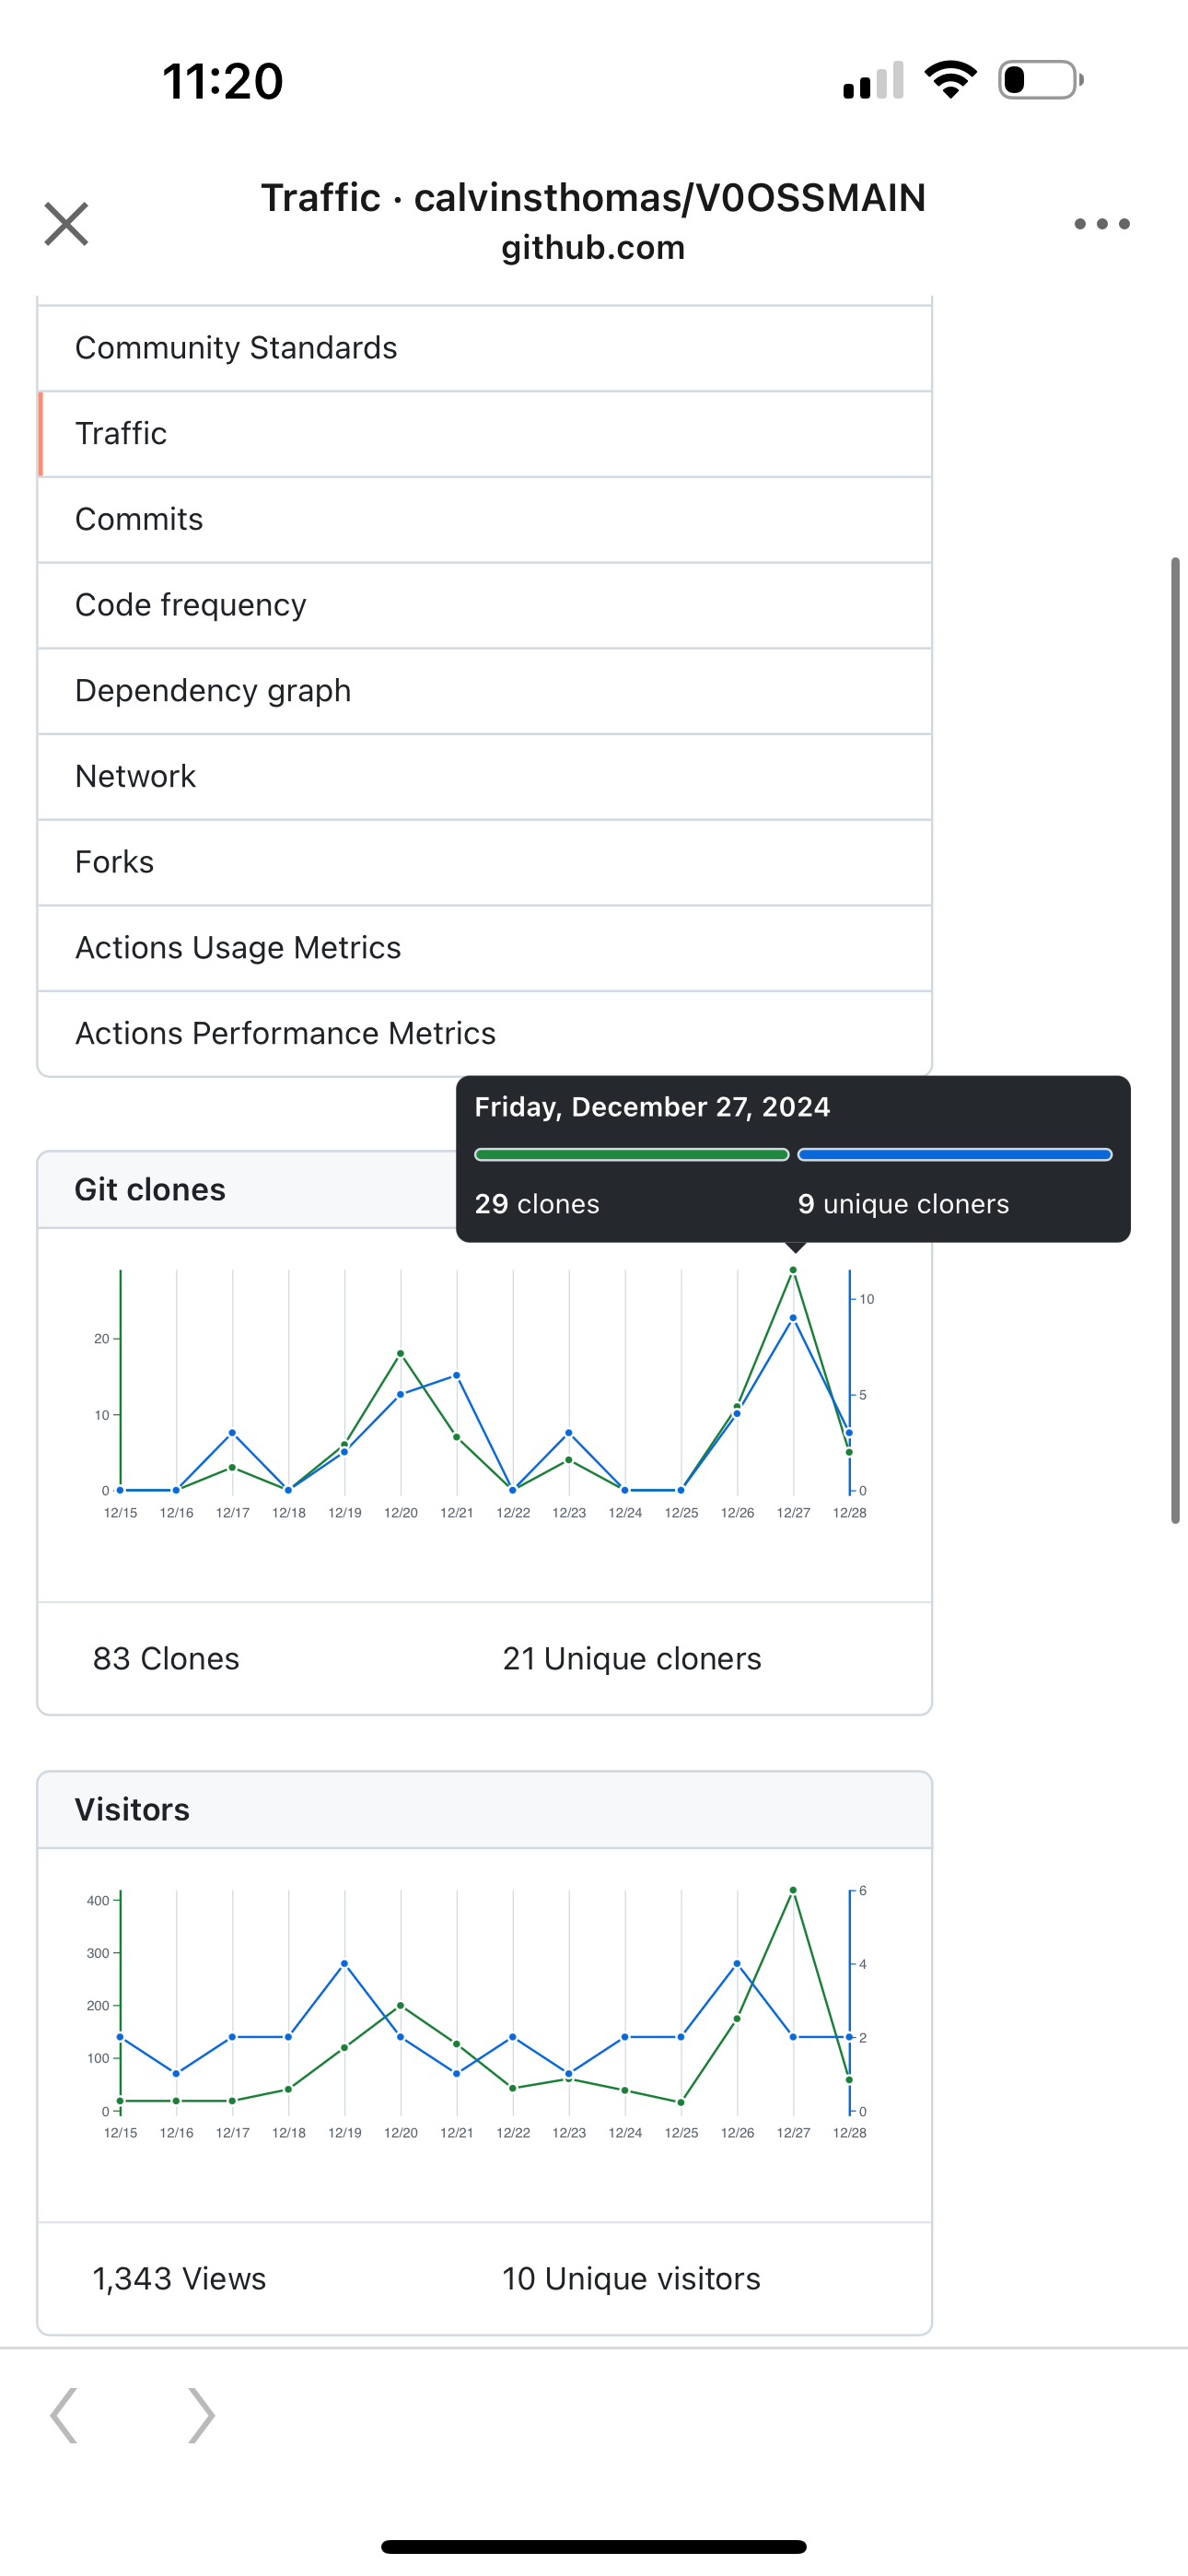 11:20
Traffic · calvinsthomas/V0OSSMAIN
github.com
Community Standards
Traffic
Commits
Code frequency
Dependency graph
Network
Forks
Actions Usage Metrics
Actions Performance Metrics
Friday, December 27, 2024
29 clones 9 unique cloners
Git clones
20
10
0
10
5
0
12/15 12/16 12/17 12/18 12/19 12/20 12/21 12/22 12/23 12/24 12/25 12/26 12/27 12/28
83 Clones 21 Unique cloners
Visitors
400
300
200
100
0
6
4
2
0
12/15 12/16 12/17 12/18 12/19 12/20 12/21 12/22 12/23 12/24 12/25 12/26 12/27 12/28
1,343 Views 10 Unique visitors